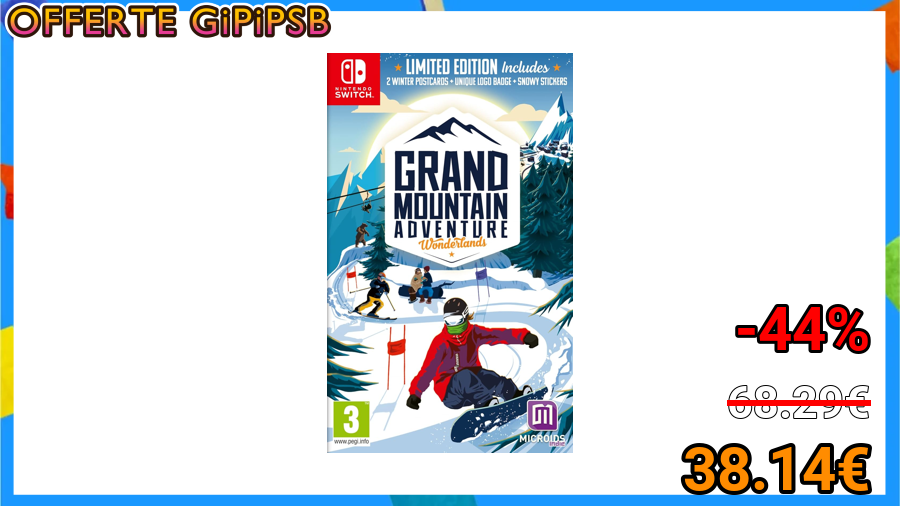 OFFERTE GiPiPSB
NINTENDO
SWITCH.
LIMITED EDITION Includes
2 WINTER POSTCARDS + UNIQUE LOGO BADGE + SNOWY STICKERS
GRAND
MOUNTAIN
ADVENTURE
Wonderlands
-44%
68.29€
38.14€
3
www.pegi.info
MICROIDS
indie